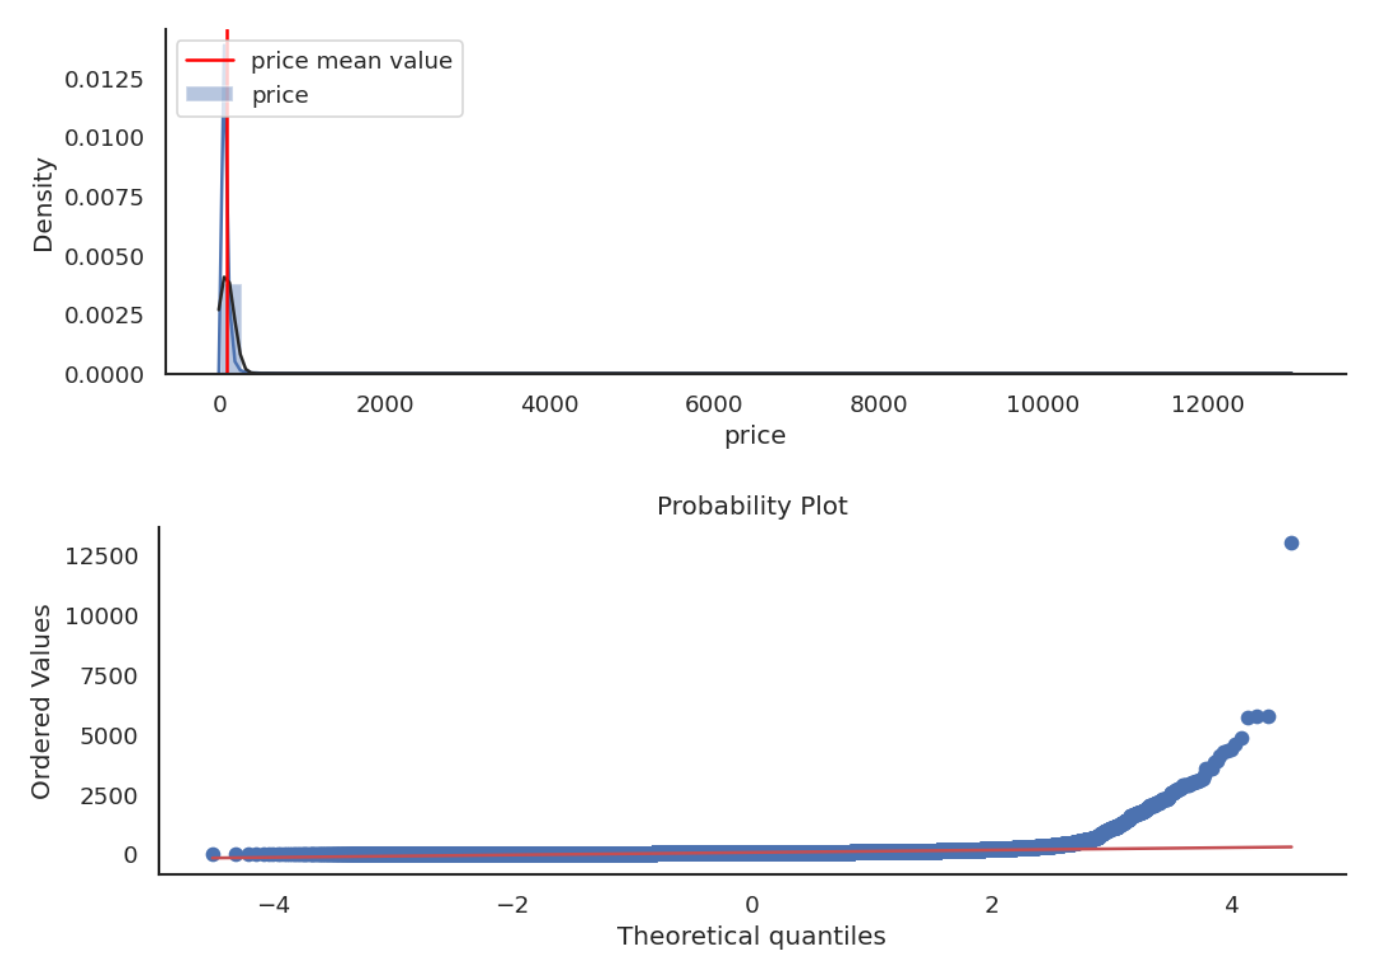 price mean value
price
0.0125
0.0100
0.0075
0.0050
0.0025
0.0000
Density
0 2000 4000 6000 8000 10000 12000
price
Probability Plot
12500
10000
7500
5000
2500
0
Ordered Values
−4 −2 0 2 4
Theoretical quantiles